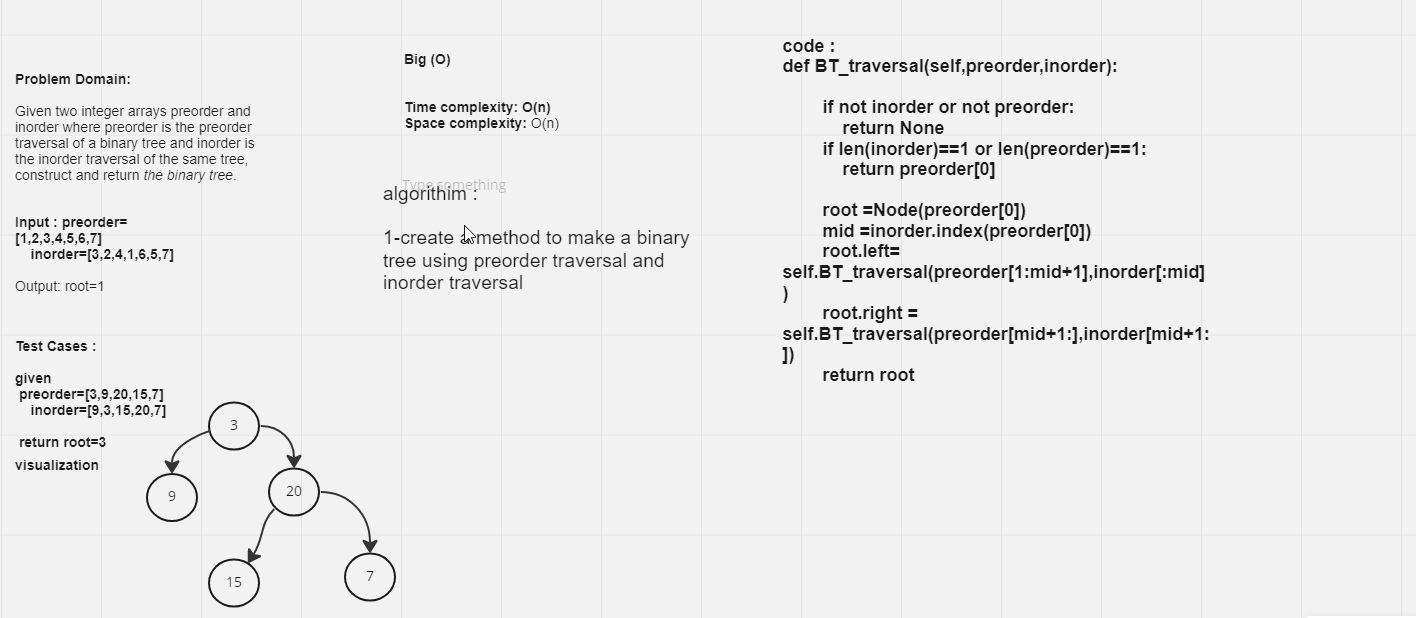 Problem Domain:
Given two integer arrays preorder and
inorder where preorder is the preorder
traversal of a binary tree and inorder is
the inorder traversal of the same tree,
construct and return the binary tree.
Input : preorder=
[1,2,3,4,5,6,7]
inorder=[3,2,4,1,6,5,7]
Output: root=1
Test Cases :
given
preorder=[3,9,20,15,7]
inorder=[9,3,15,20,7]
return root=3
visualization
3
9
20
15
7
Big (O)
Time complexity: O(n)
Space complexity: O(n)
Type something
algorithim :
1-create a method to make a binary
tree using preorder traversal and
inorder traversal
code :
def BT_traversal(self,preorder,inorder):
if not inorder or not preorder:
return None
if len(inorder)==1 or len(preorder)==1:
return preorder[0]
root =Node(preorder[0])
mid =inorder.index(preorder[0])
root.left=
self.BT_traversal(preorder[1:mid+1],inorder[:mid]
)
root.right =
self.BT_traversal(preorder[mid+1:],inorder[mid+1:
])
return root